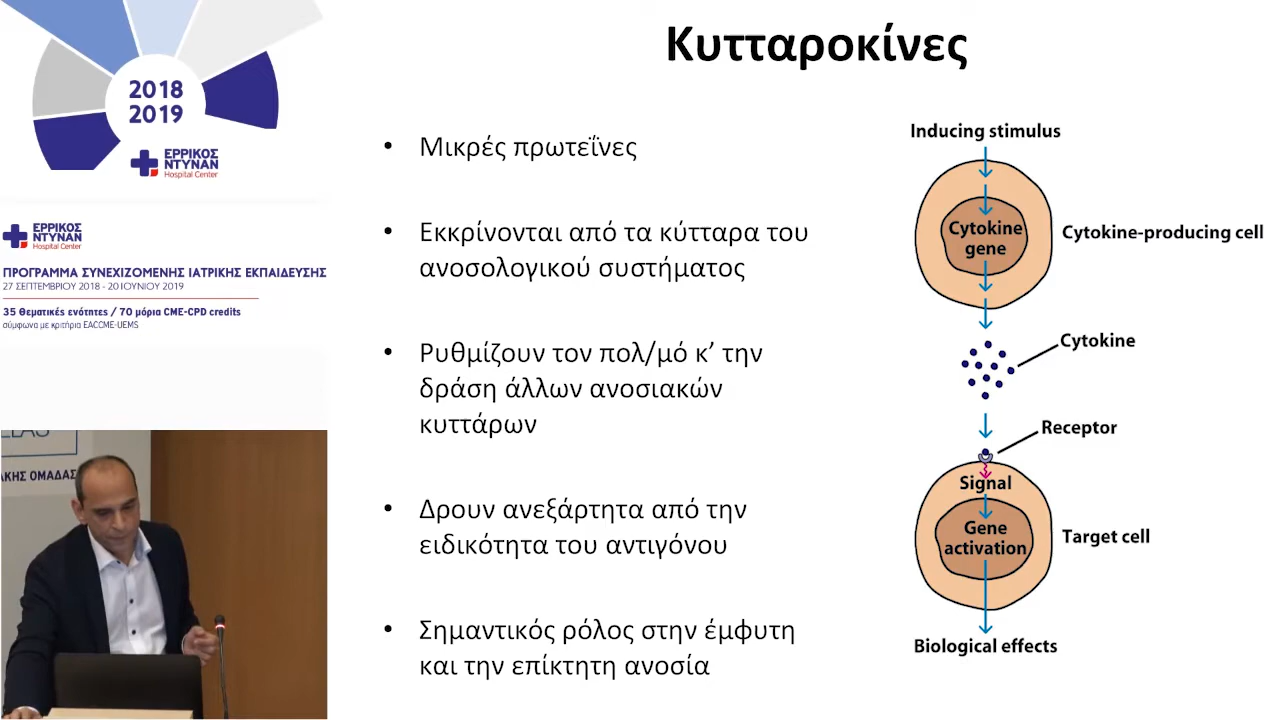 2018
2019
ΕΡΡΙΚΟΣ
ΝΤΥΝΑΝ
Hospital Center
ΕΡΡΙΚΟΣ
ΝΤΥΝΑΝ
Hospital Center
ΠΡΟΓΡΑΜΜΑ ΣΥΝΕΧΙΖΟΜΕΝΗΣ ΙΑΤΡΙΚΗΣ ΕΚΠΑΙΔΕΥΣΗΣ
27 ΣΕΠΤΕΜΒΡΙΟΥ 2018 - 20 ΙΟΥΝΙΟΥ 2019
35 Θεματικές ενότητες / 70 μόρια CME-CPD credits
σύμφωνα με κριτήρια EACCME-UEMS
ΑΚΗΣ ΟΜΑΔΑΣ
Κυτταροκίνες
• Μικρές πρωτεΐνες
• Εκκρίνονται από τα κύτταρα του
ανοσολογικού συστήματος
• Ρυθμίζουν τον πολ/μό κ’ την
δράση άλλων ανοσιακών
κυττάρων
• Δρουν ανεξάρτητα από την
ειδικότητα του αντιγόνου
• Σημαντικός ρόλος στην έμφυτη
και την επίκτητη ανοσία
Inducing stimulus
Cytokine
gene
Cytokine-producing cell
Cytokine
Receptor
Signal
Gene
activation
Target cell
Biological effects